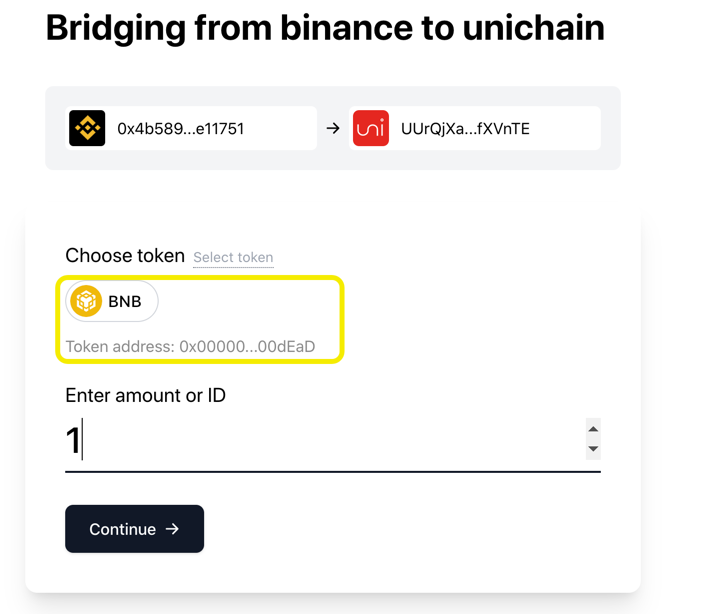 Bridging from binance to unichain
0x4b589...e11751 → UUrQjXa...fXVnTE
uni
Choose token Select token
BNB
Token address: 0x00000...00dEaD
Enter amount or ID
1
Continue →